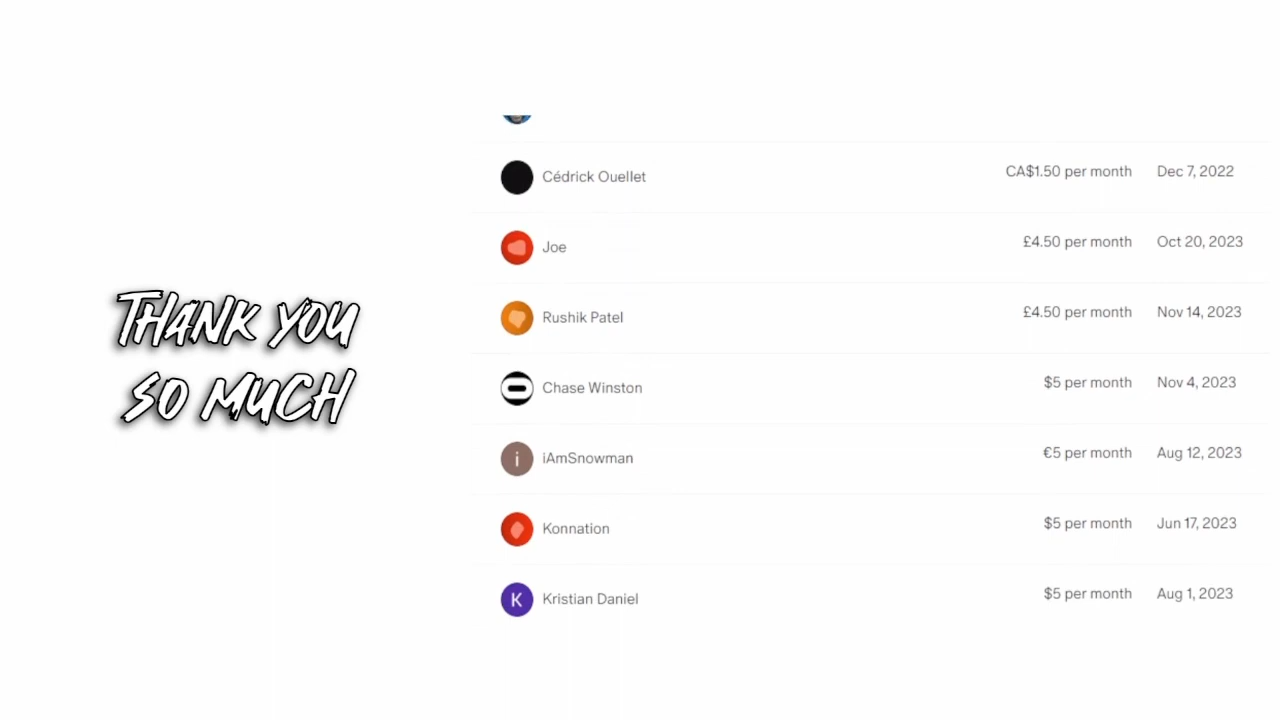 THANK YOU
SO MUCH
Cédrick Ouellet CA$1.50 per month Dec 7, 2022
Joe £4.50 per month Oct 20, 2023
Rushik Patel £4.50 per month Nov 14, 2023
Chase Winston $5 per month Nov 4, 2023
i iAmSnowman €5 per month Aug 12, 2023
Konnation $5 per month Jun 17, 2023
K Kristian Daniel $5 per month Aug 1, 2023